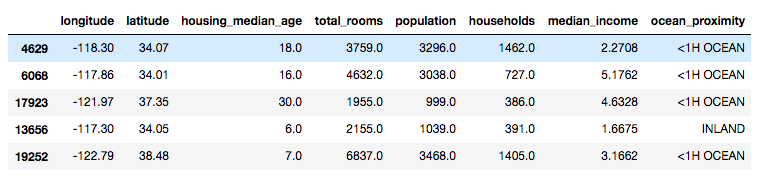 longitude latitude housing_median_age total_rooms population households median_income ocean_proximity
4629 -118.30 34.07 18.0 3759.0 3296.0 1462.0 2.2708 <1H OCEAN
6068 -117.86 34.01 16.0 4632.0 3038.0 727.0 5.1762 <1H OCEAN
17923 -121.97 37.35 30.0 1955.0 999.0 386.0 4.6328 <1H OCEAN
13656 -117.30 34.05 6.0 2155.0 1039.0 391.0 1.6675 INLAND
19252 -122.79 38.48 7.0 6837.0 3468.0 1405.0 3.1662 <1H OCEAN